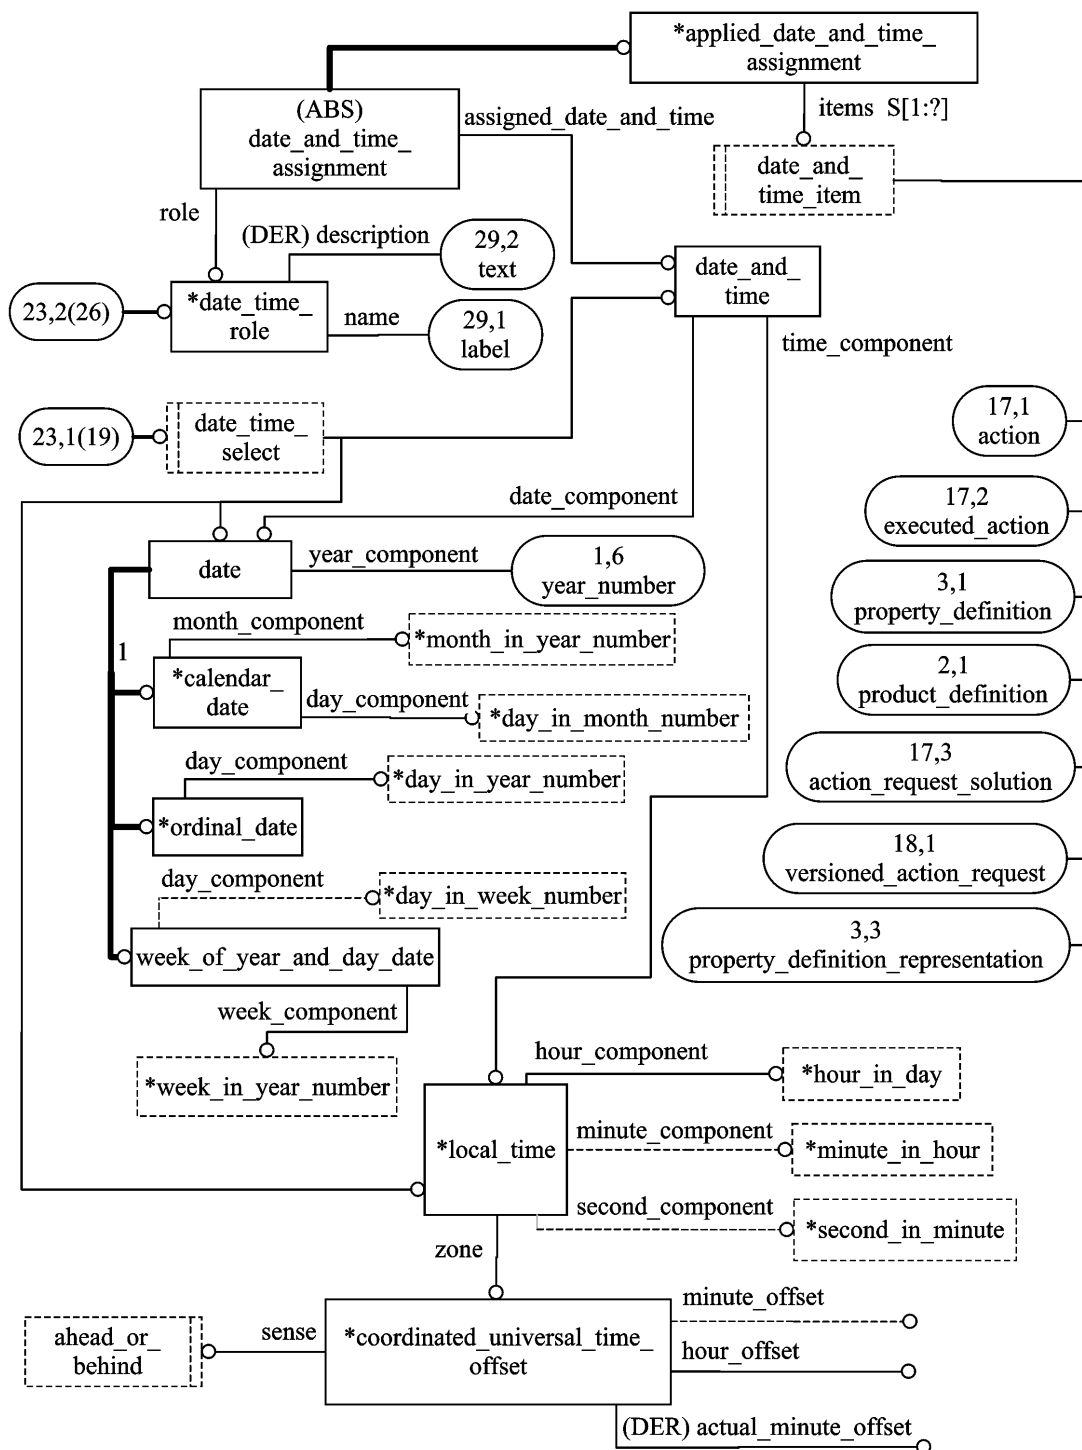 *applied_date_and_time_
assignment
(ABS)
date_and_time_
assignment
assigned_date_and_time
items S[1:?]
date_and_
time_item
role
(DER) description
29,2
text
date_and_
time
23,2(26)
*date_time_
role
name
29,1
label
time_component
23,1(19)
date_time_
select
17,1
action
date_component
17,2
executed_action
date
year_component
1,6
year_number
3,1
property_definition
month_component
*month_in_year_number
1
*calendar_
date
day_component
*day_in_month_number
2,1
product_definition
day_component
*day_in_year_number
17,3
action_request_solution
*ordinal_date
18,1
versioned_action_request
day_component
*day_in_week_number
3,3
property_definition_representation
week_of_year_and_day_date
week_component
*week_in_year_number
hour_component
*hour_in_day
*local_time
minute_component
*minute_in_hour
second_component
*second_in_minute
zone
minute_offset
ahead_or_
behind
sense
*coordinated_universal_time_
offset
hour_offset
(DER) actual_minute_offset